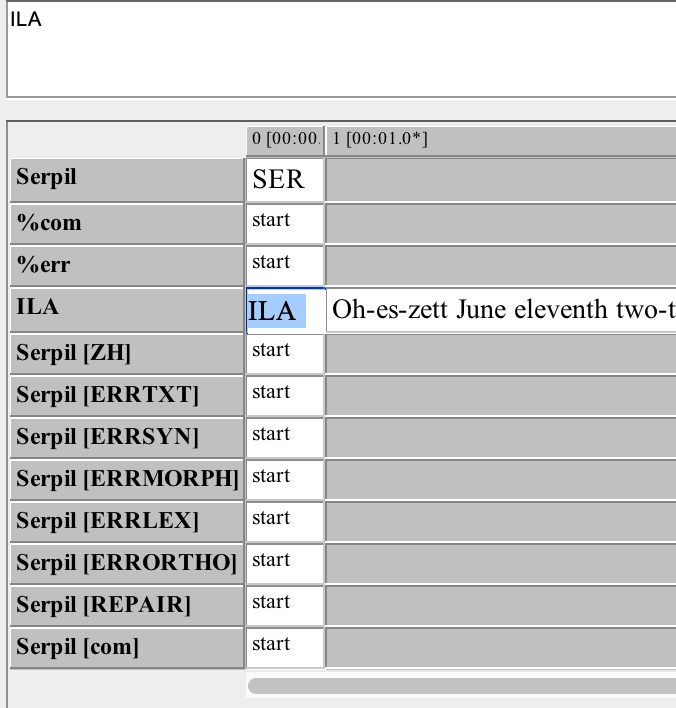 ILA
0 [00:00. 1 [00:01.0*]
Serpil SER
%com start
%err start
ILA ILA Oh-es-zett June eleventh two-t
Serpil [ZH] start
Serpil [ERRTXT] start
Serpil [ERRSYN] start
Serpil [ERRMORPH] start
Serpil [ERRLEX] start
Serpil [ERRORTHO] start
Serpil [REPAIR] start
Serpil [com] start